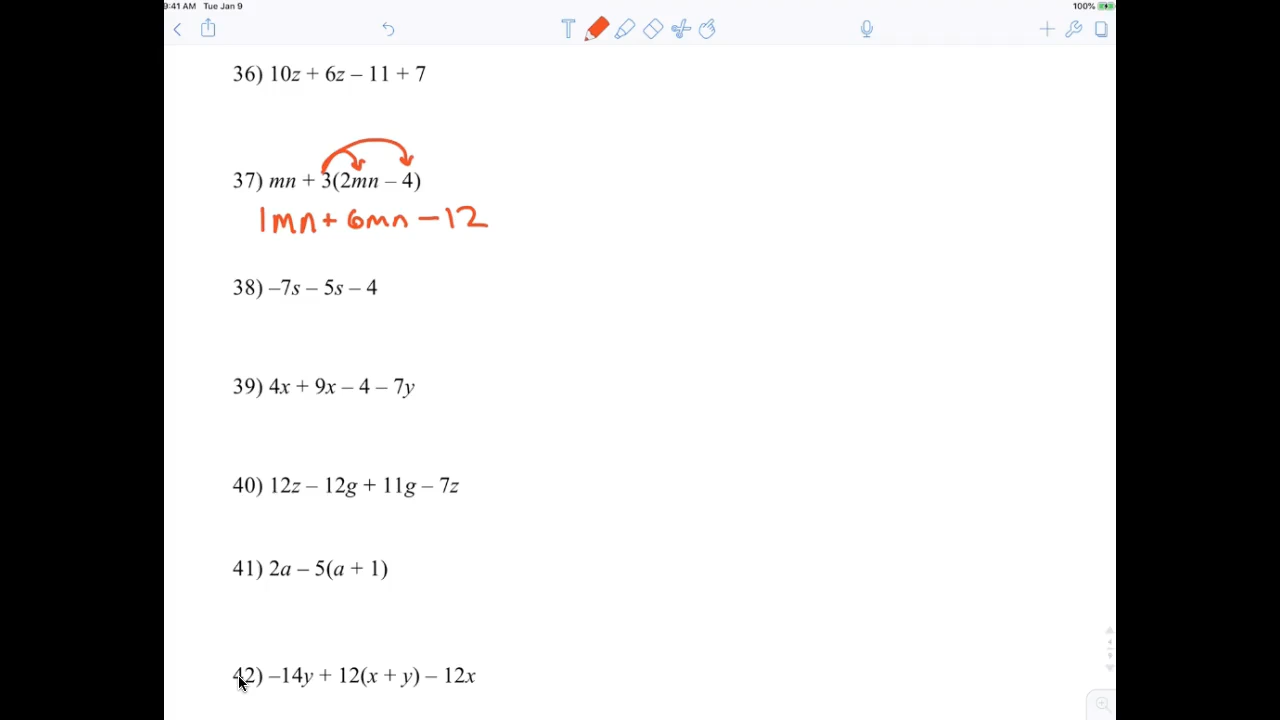 9:41 AM Tue Jan 9 100%
T
36) 10z + 6z – 11 + 7
37) mn + 3(2mn – 4)
1mn + 6mn – 12
38) –7s – 5s – 4
39) 4x + 9x – 4 – 7y
40) 12z – 12g + 11g – 7z
41) 2a – 5(a + 1)
42) –14y + 12(x + y) – 12x